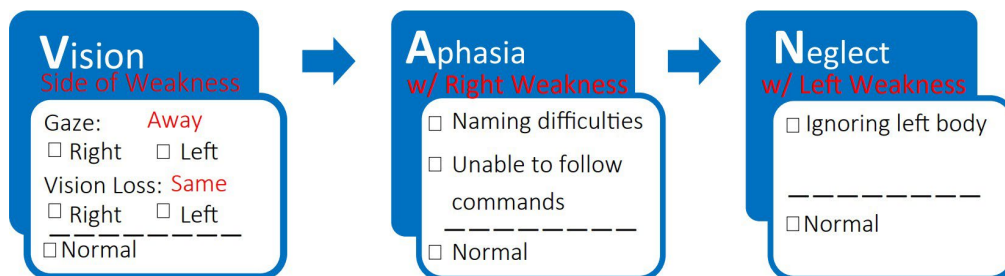 Vision
Side of Weakness
Gaze: Away
□ Right □ Left
Vision Loss: Same
□ Right □ Left
□ Normal
Aphasia
w/ Right Weakness
□ Naming difficulties
□ Unable to follow
commands
□ Normal
Neglect
w/ Left Weakness
□ Ignoring left body
□ Normal